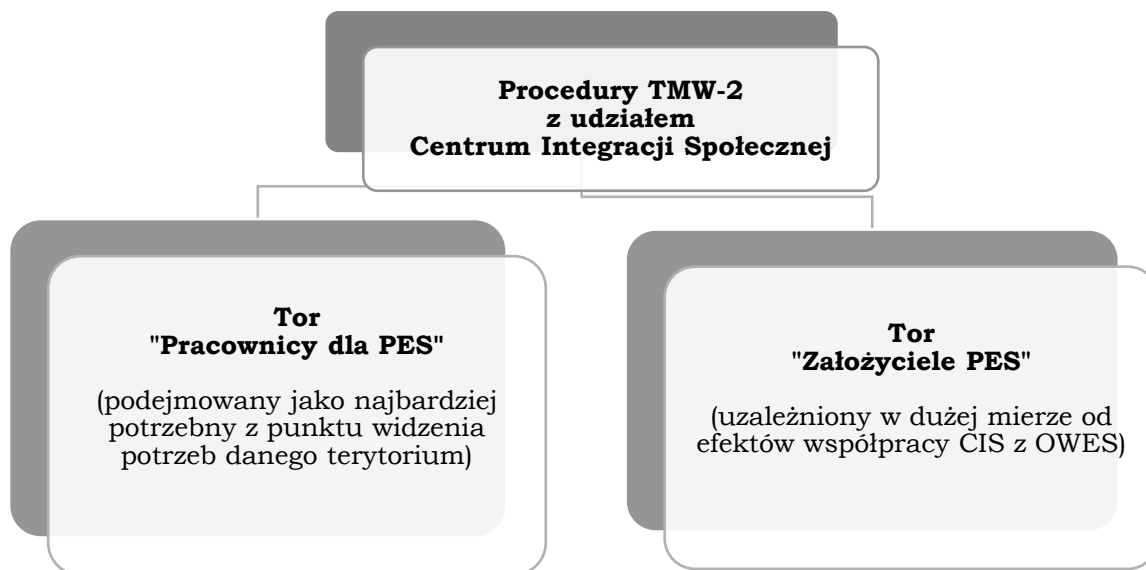 Procedury TMW-2
z udziałem
Centrum Integracji Społecznej
Tor
"Pracownicy dla PES"
(podejmowany jako najbardziej
potrzebny z punktu widzenia
potrzeb danego terytorium)
Tor
"Założyciele PES"
(uzależniony w dużej mierze od
efektów współpracy CIS z OWES)